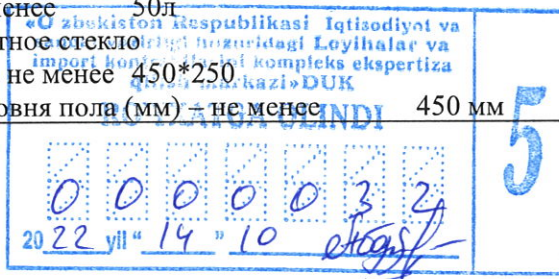 менее 50л
«O zbekiston Respublikasi Iqtisodiyot va
тное стекло huzuridagi Loyihalar va
import kompleks ekspertiza
не менее 450*250
markazi»DUK
овня пола (мм) – не менее 450 мм
OLINDI
5
0 0 0 0 0 3 2
20 22 yil " 14 " 10